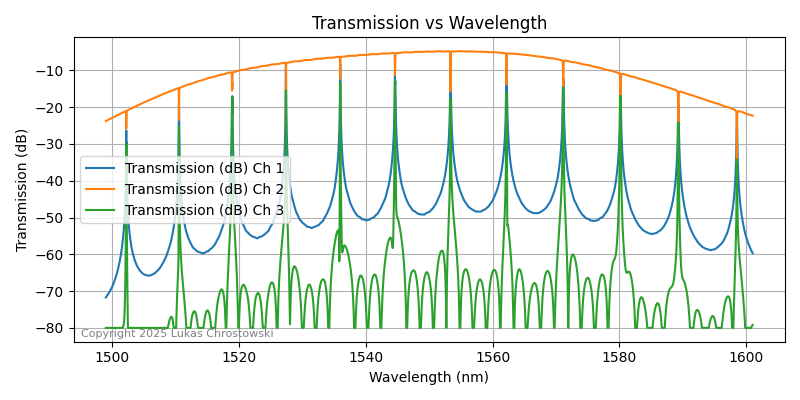 Transmission vs Wavelength
Transmission (dB)
−10
−20
−30
−40
−50
−60
−70
−80
Transmission (dB) Ch 1
Transmission (dB) Ch 2
Transmission (dB) Ch 3
Copyright 2025 Lukas Chrostowski
1500
1520
1540
1560
1580
1600
Wavelength (nm)